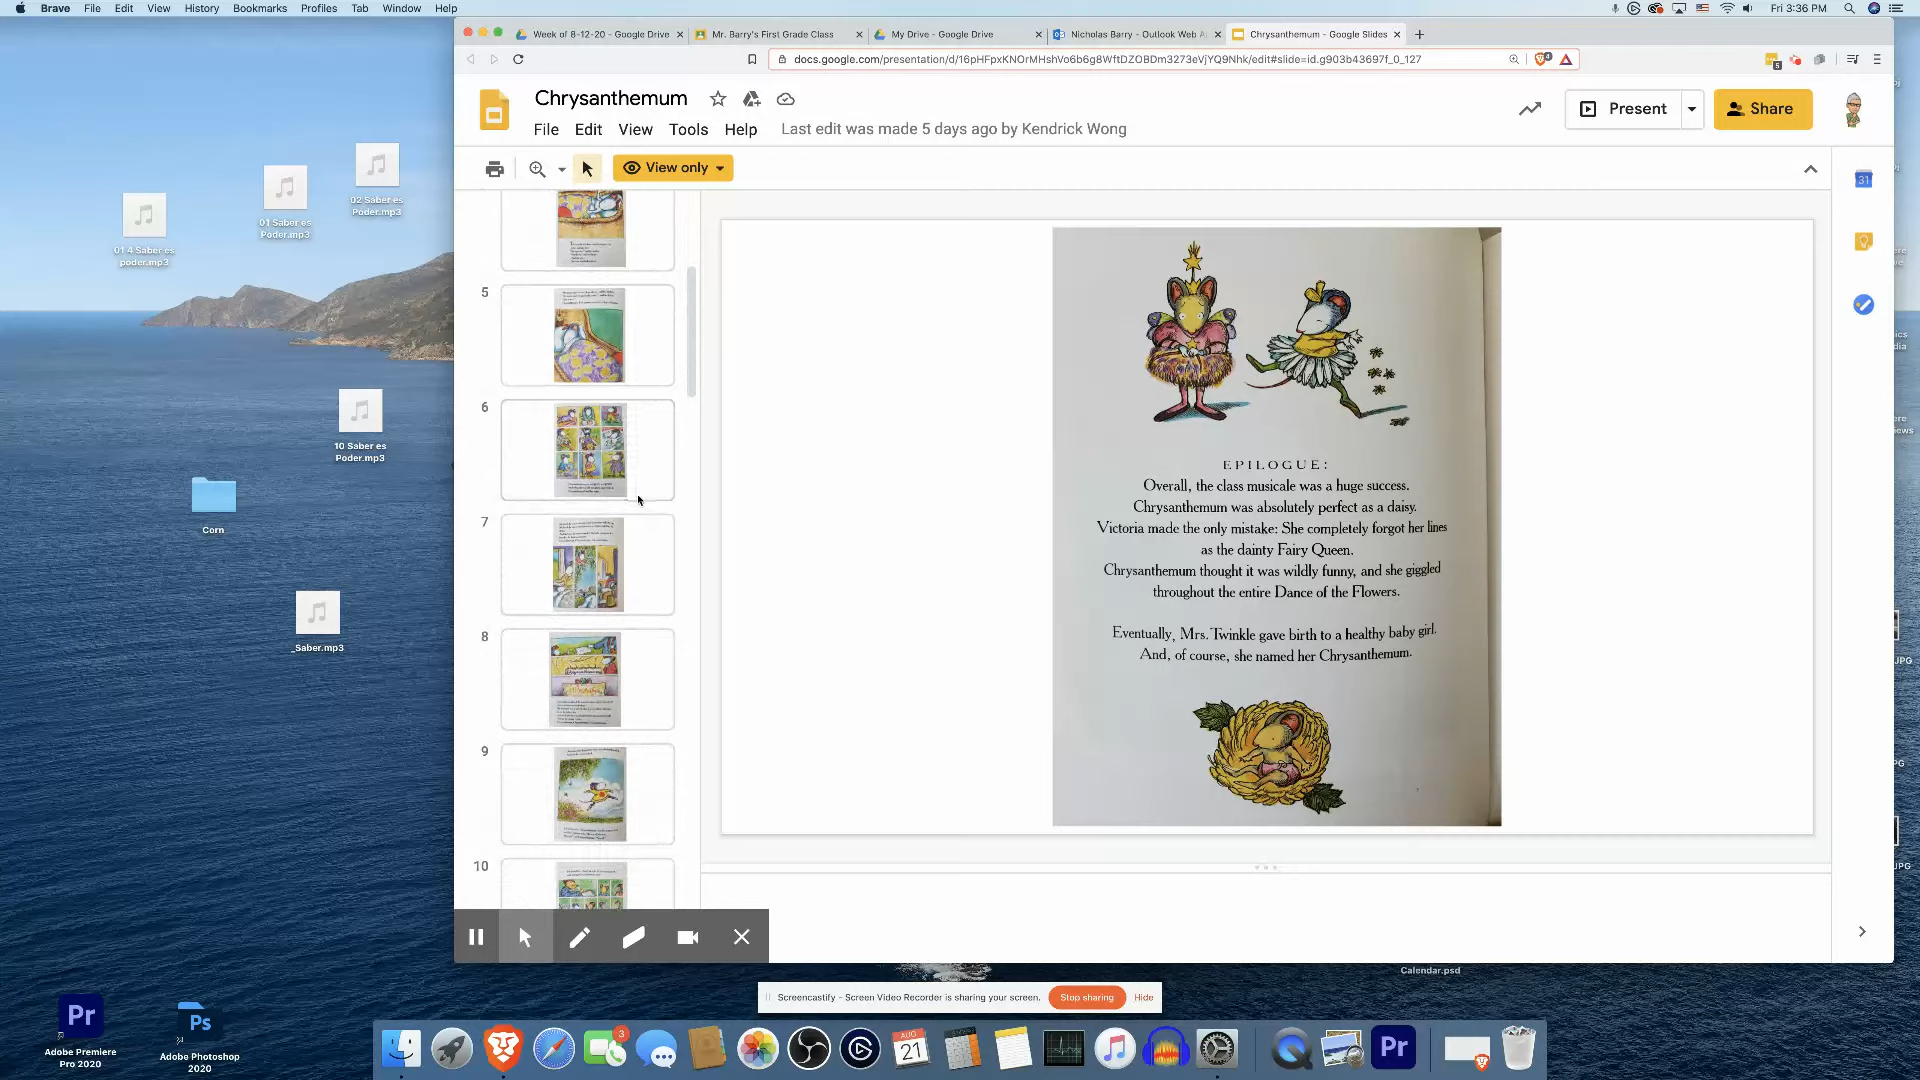 Brave File Edit View History Bookmarks Profiles Tab Window Help
Fri 3:36 PM
Week of 8-12-20 - Google Drive
Mr. Barry's First Grade Class
My Drive - Google Drive
Nicholas Barry - Outlook Web A
Chrysanthemum - Google Slides
docs.google.com/presentation/d/16pHFpxKNOrMHshVo6b6g8WftDZOBDm3273eVjYQ9Nhk/edit#slide=id.g903b43697f_0_127
Chrysanthemum
File Edit View Tools Help
Last edit was made 5 days ago by Kendrick Wong
Present
Share
View only
31
5
6
7
8
9
10
EPILOGUE:
Overall, the class musicale was a huge success.
Chrysanthemum was absolutely perfect as a daisy.
Victoria made the only mistake: She completely forgot her lines
as the dainty Fairy Queen.
Chrysanthemum thought it was wildly funny, and she giggled
throughout the entire Dance of the Flowers.
Eventually, Mrs. Twinkle gave birth to a healthy baby girl.
And, of course, she named her Chrysanthemum.
02 Saber es
Poder.mp3
01 Saber es
Poder.mp3
01 4 Saber es
poder.mp3
10 Saber es
Poder.mp3
Corn
_Saber.mp3
Calendar.psd
Screencastify - Screen Video Recorder is sharing your screen.
Stop sharing
Hide
Pr
Adobe Premiere
Pro 2020
Ps
Adobe Photoshop
2020
3
AUG
21
Pr